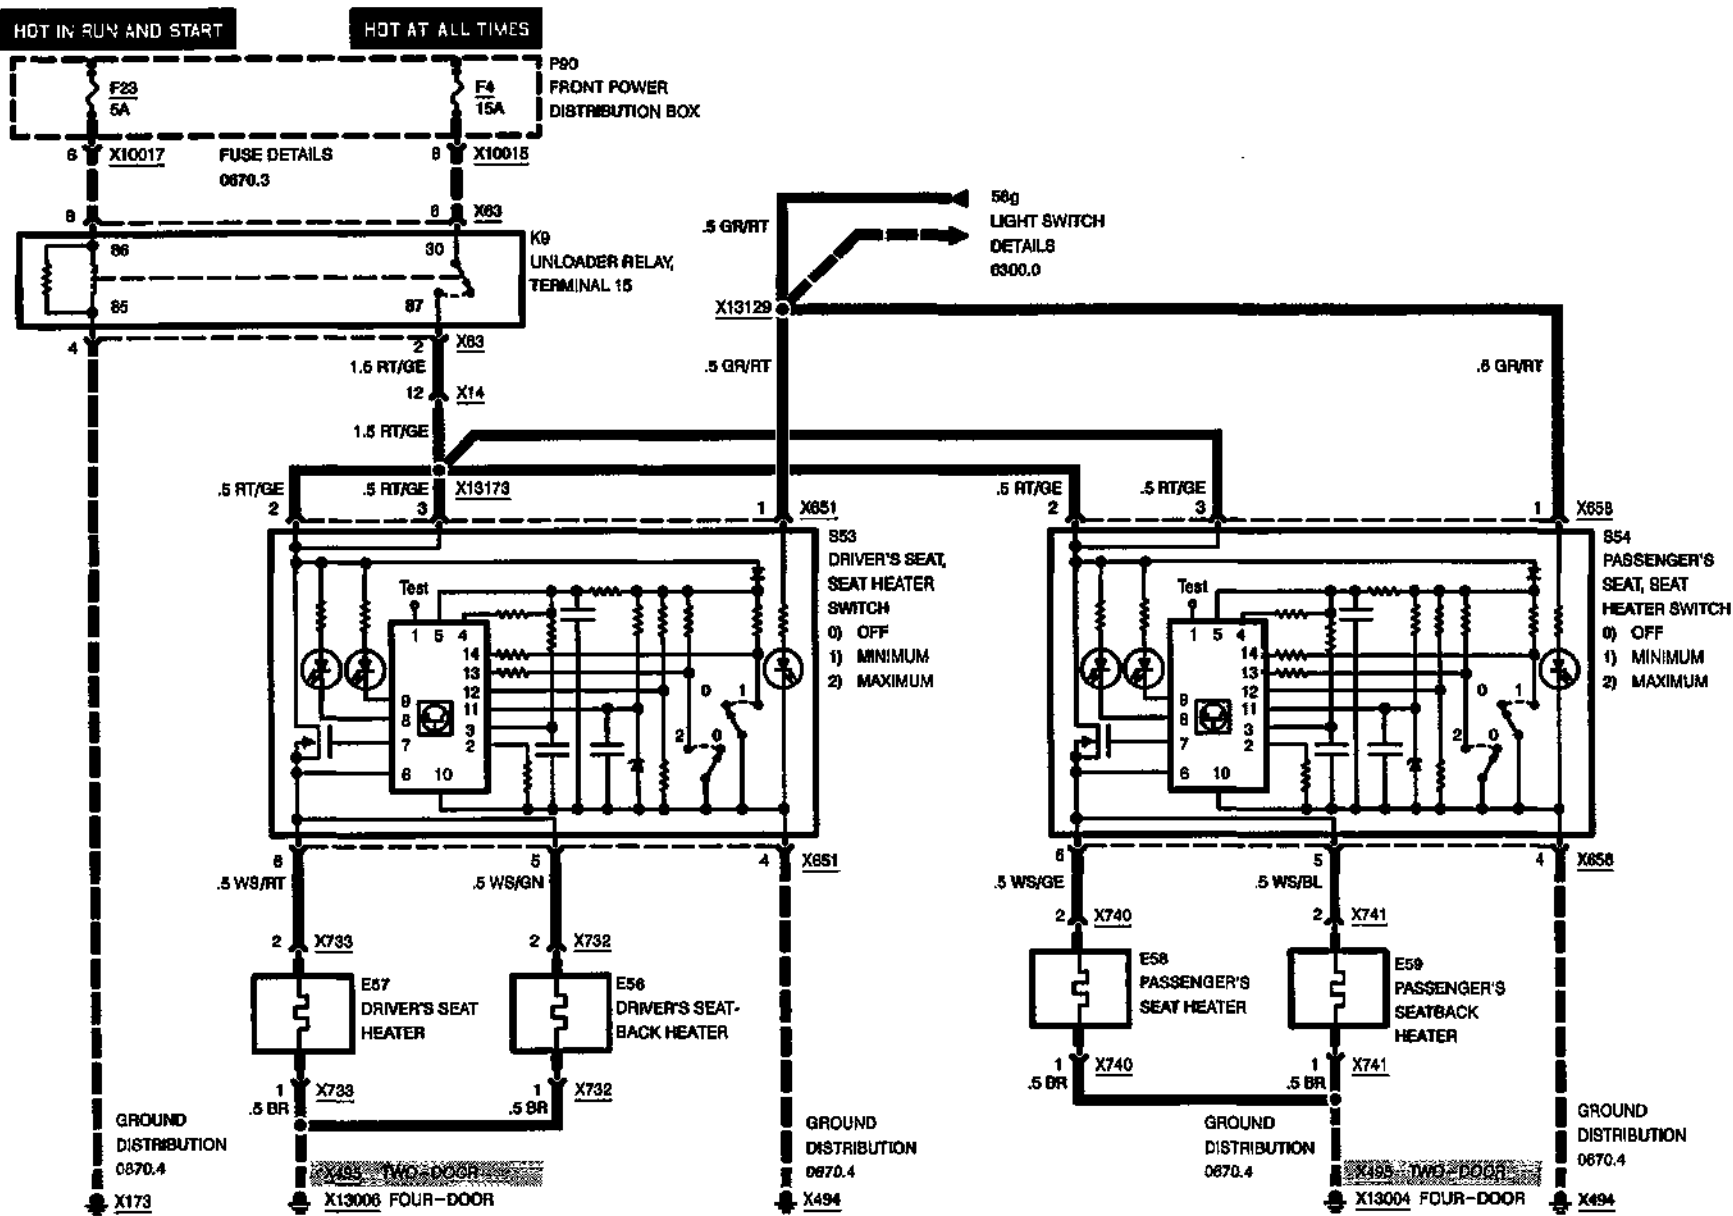 HOT IN RUN AND START
HOT AT ALL TIMES
P90
FRONT POWER
DISTRIBUTION BOX
F23
5A
F4
15A
6 X10017
FUSE DETAILS
0670.3
8 X10015
8
6 X63
K9
UNLOADER RELAY,
TERMINAL 15
86
30
85
87
4
2 X63
1.5 RT/GE
12 X14
1.5 RT/GE
X13173
56g
LIGHT SWITCH
DETAILS
6300.0
.5 GR/RT
X13129
.5 GR/RT
.5 GR/RT
.5 RT/GE
.5 RT/GE
.5 RT/GE
.5 RT/GE
2
3
1 X651
2
3
1 X658
S53
DRIVER'S SEAT,
SEAT HEATER
SWITCH
0) OFF
1) MINIMUM
2) MAXIMUM
Test
1 5 4
14
13
12
11
3
2
9
8
7
6 10
0 1
2 0
S54
PASSENGER'S
SEAT, SEAT
HEATER SWITCH
0) OFF
1) MINIMUM
2) MAXIMUM
Test
1 5 4
14
13
12
11
3
2
9
8
7
6 10
0 1
2 0
6
5
4 X651
6
5
4 X658
.5 WS/RT
.5 WS/GN
.5 WS/GE
.5 WS/BL
2 X733
2 X732
2 X740
2 X741
E57
DRIVER'S SEAT
HEATER
E56
DRIVER'S SEAT-
BACK HEATER
E58
PASSENGER'S
SEAT HEATER
E59
PASSENGER'S
SEATBACK
HEATER
1 X733
.5 BR
1 X732
.5 BR
1 X740
.5 BR
1 X741
.5 BR
GROUND
DISTRIBUTION
0670.4
X173
X495 TWO-DOOR
X13006 FOUR-DOOR
GROUND
DISTRIBUTION
0670.4
X494
GROUND
DISTRIBUTION
0670.4
X495 TWO-DOOR
X13004 FOUR-DOOR
GROUND
DISTRIBUTION
0670.4
X494